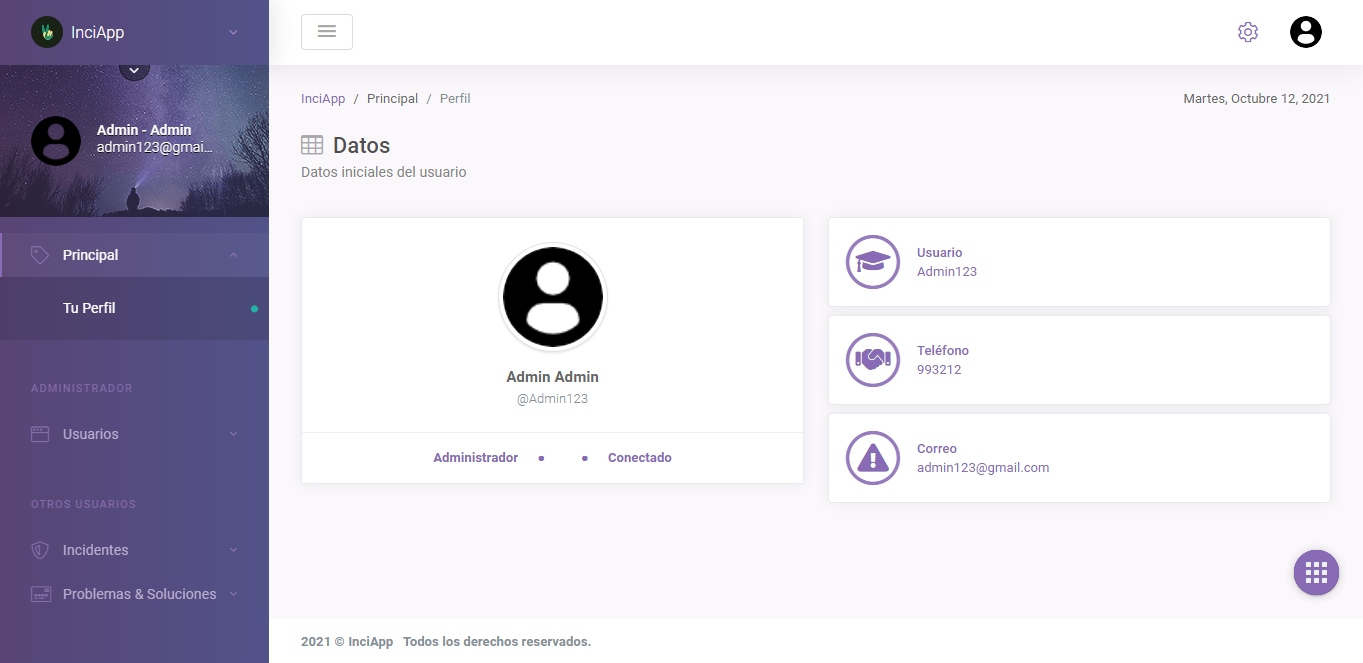 InciApp
Admin - Admin
admin123@gmai...
Principal
Tu Perfil
ADMINISTRADOR
Usuarios
OTROS USUARIOS
Incidentes
Problemas & Soluciones
InciApp / Principal / Perfil
Martes, Octubre 12, 2021
Datos
Datos iniciales del usuario
Admin Admin
@Admin123
Administrador • • Conectado
Usuario
Admin123
Teléfono
993212
Correo
admin123@gmail.com
2021 © InciApp Todos los derechos reservados.